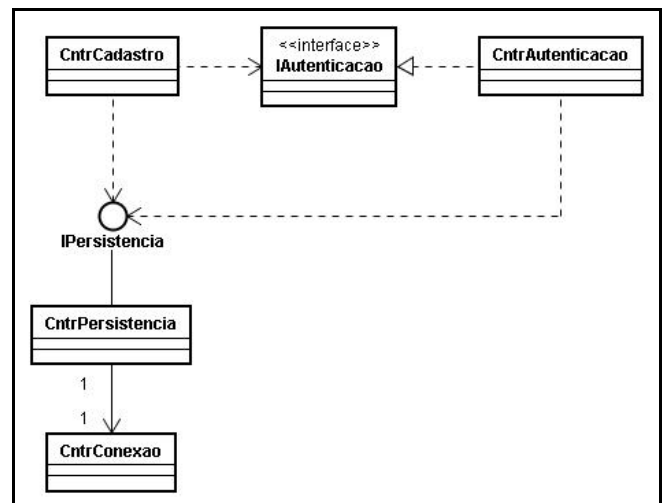 CntrCadastro
<<interface>>
IAutenticacao
CntrAutenticacao
IPersistencia
CntrPersistencia
1
1
CntrConexao